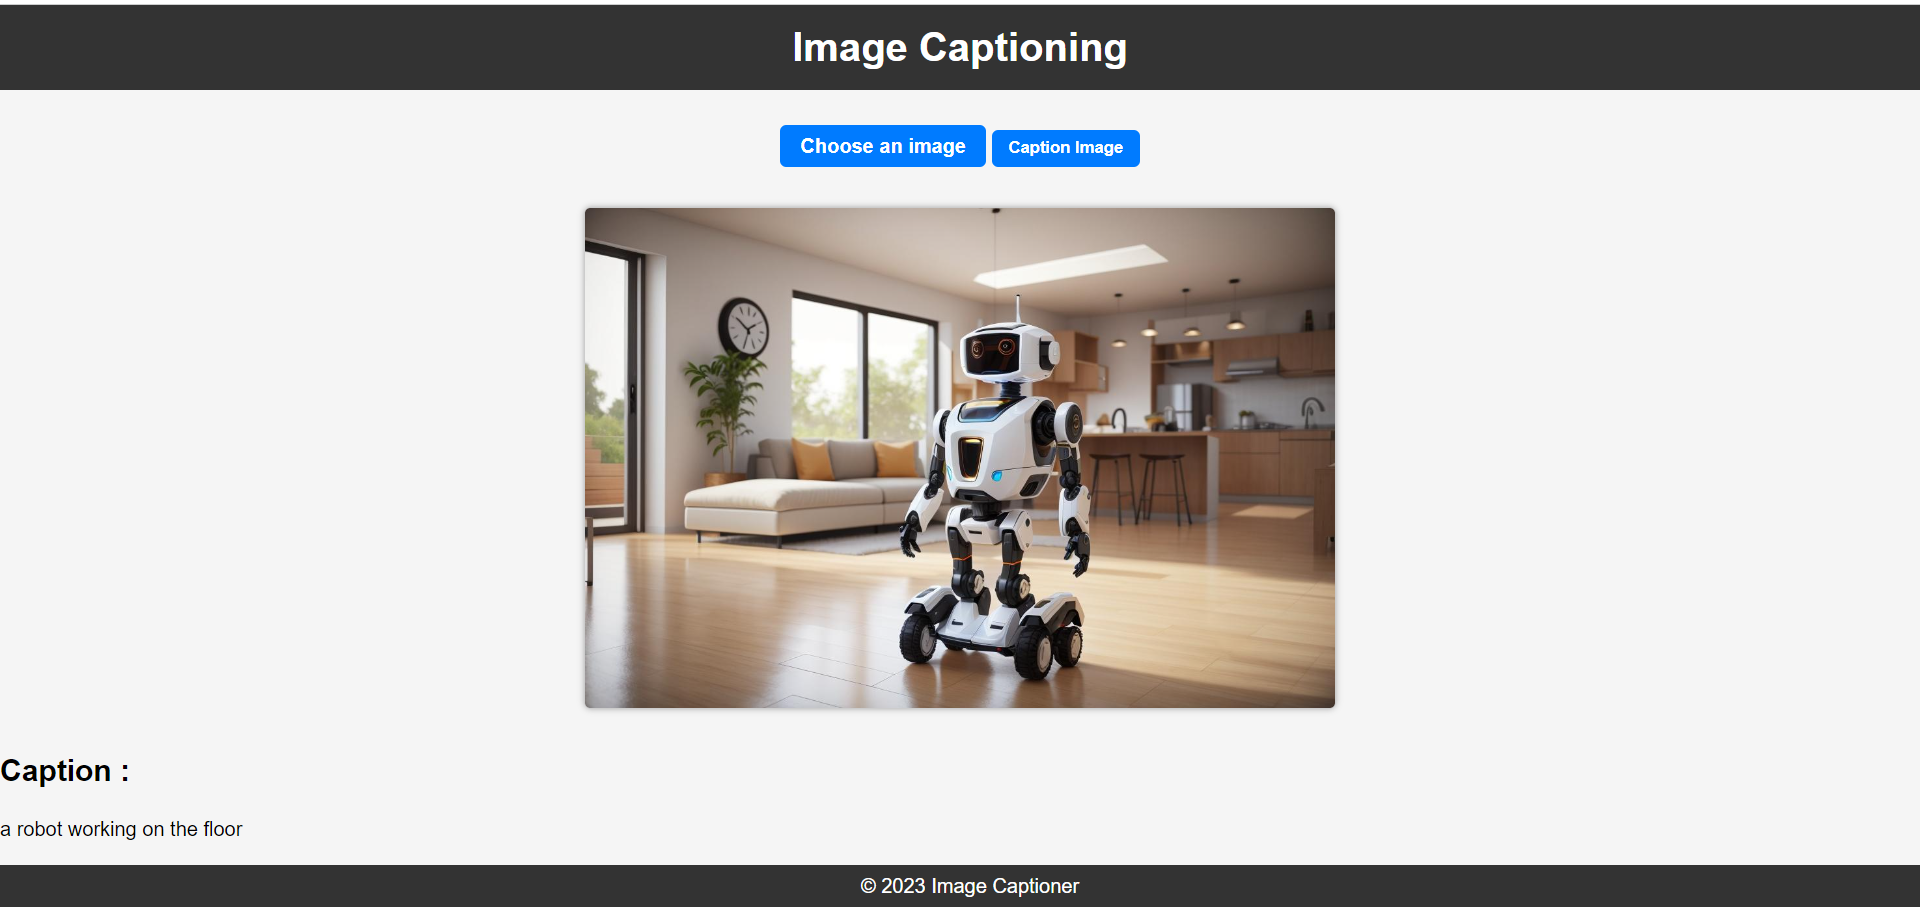 Image Captioning
Choose an image
Caption Image
Caption :
a robot working on the floor
© 2023 Image Captioner